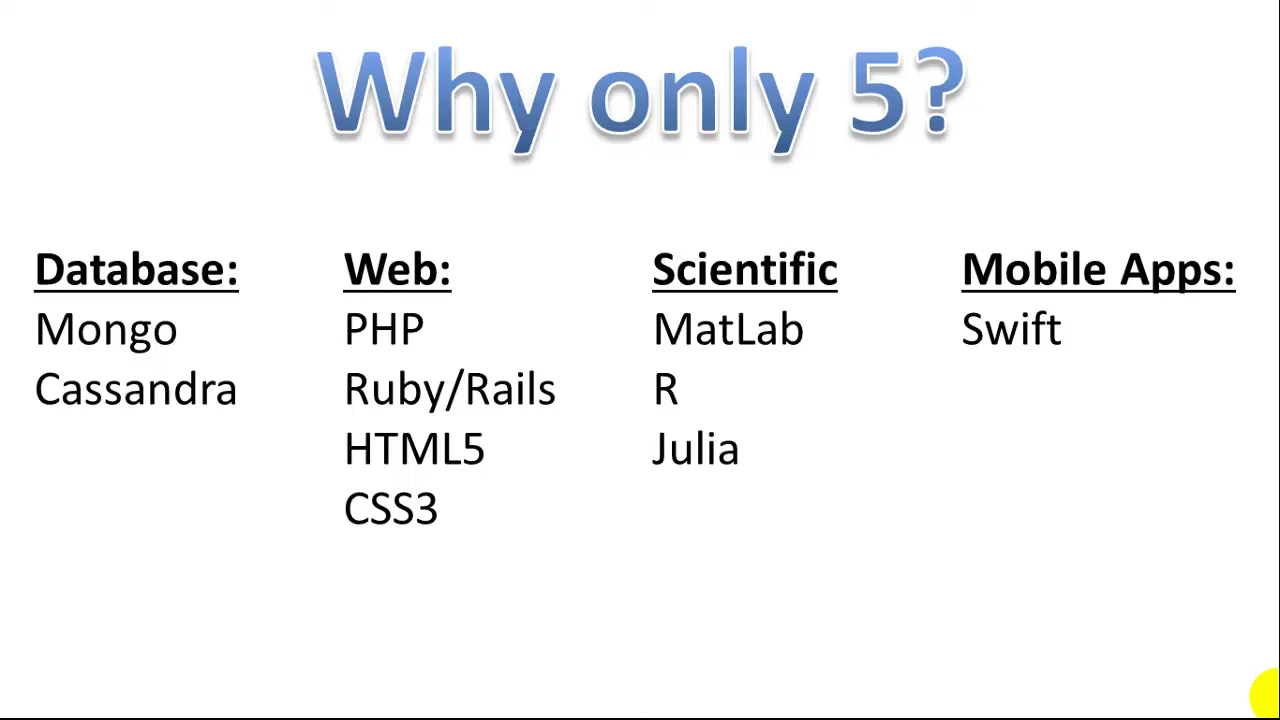 Why only 5?
Database:
Mongo
Cassandra
Web:
PHP
Ruby/Rails
HTML5
CSS3
Scientific
MatLab
R
Julia
Mobile Apps:
Swift